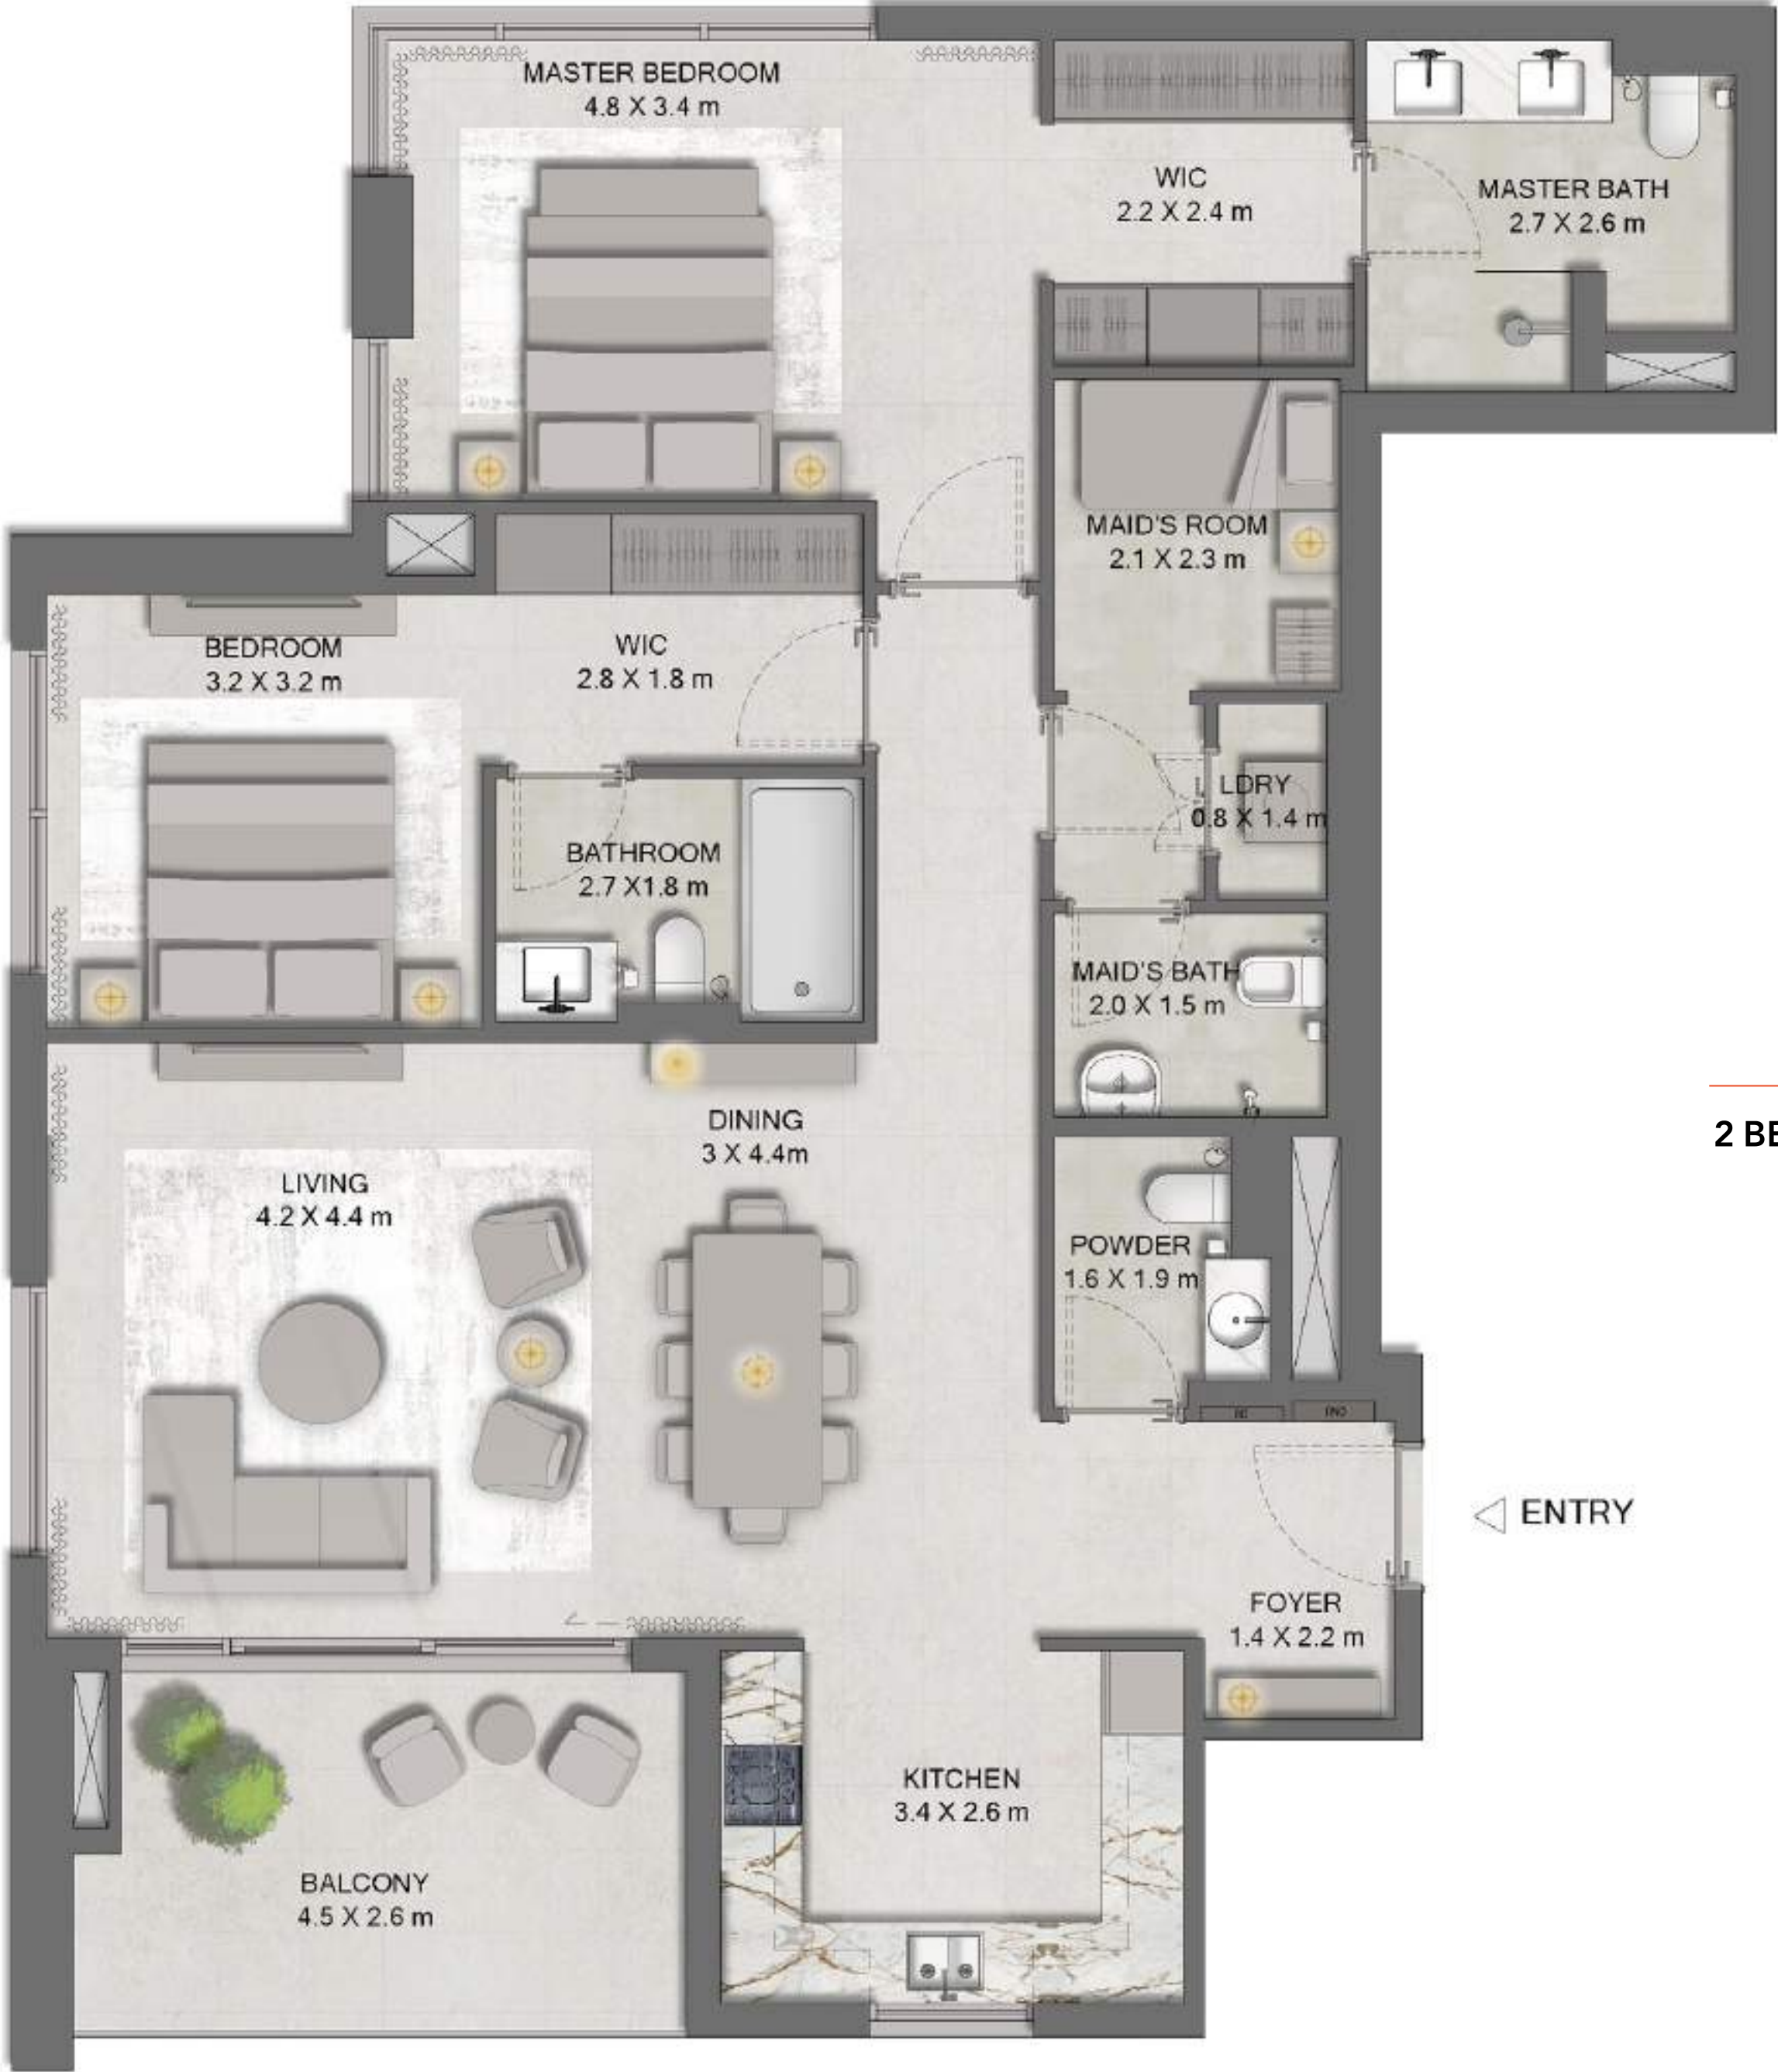 MASTER BEDROOM
4.8 X 3.4 m
WIC
2.2 X 2.4 m
MASTER BATH
2.7 X 2.6 m
MAID'S ROOM
2.1 X 2.3 m
BEDROOM
3.2 X 3.2 m
WIC
2.8 X 1.8 m
LDRY
0.8 X 1.4 m
BATHROOM
2.7 X1.8 m
MAID'S BATH
2.0 X 1.5 m
DINING
3 X 4.4m
2 BE
LIVING
4.2 X 4.4 m
POWDER
1.6 X 1.9 m
ENTRY
FOYER
1.4 X 2.2 m
KITCHEN
3.4 X 2.6 m
BALCONY
4.5 X 2.6 m